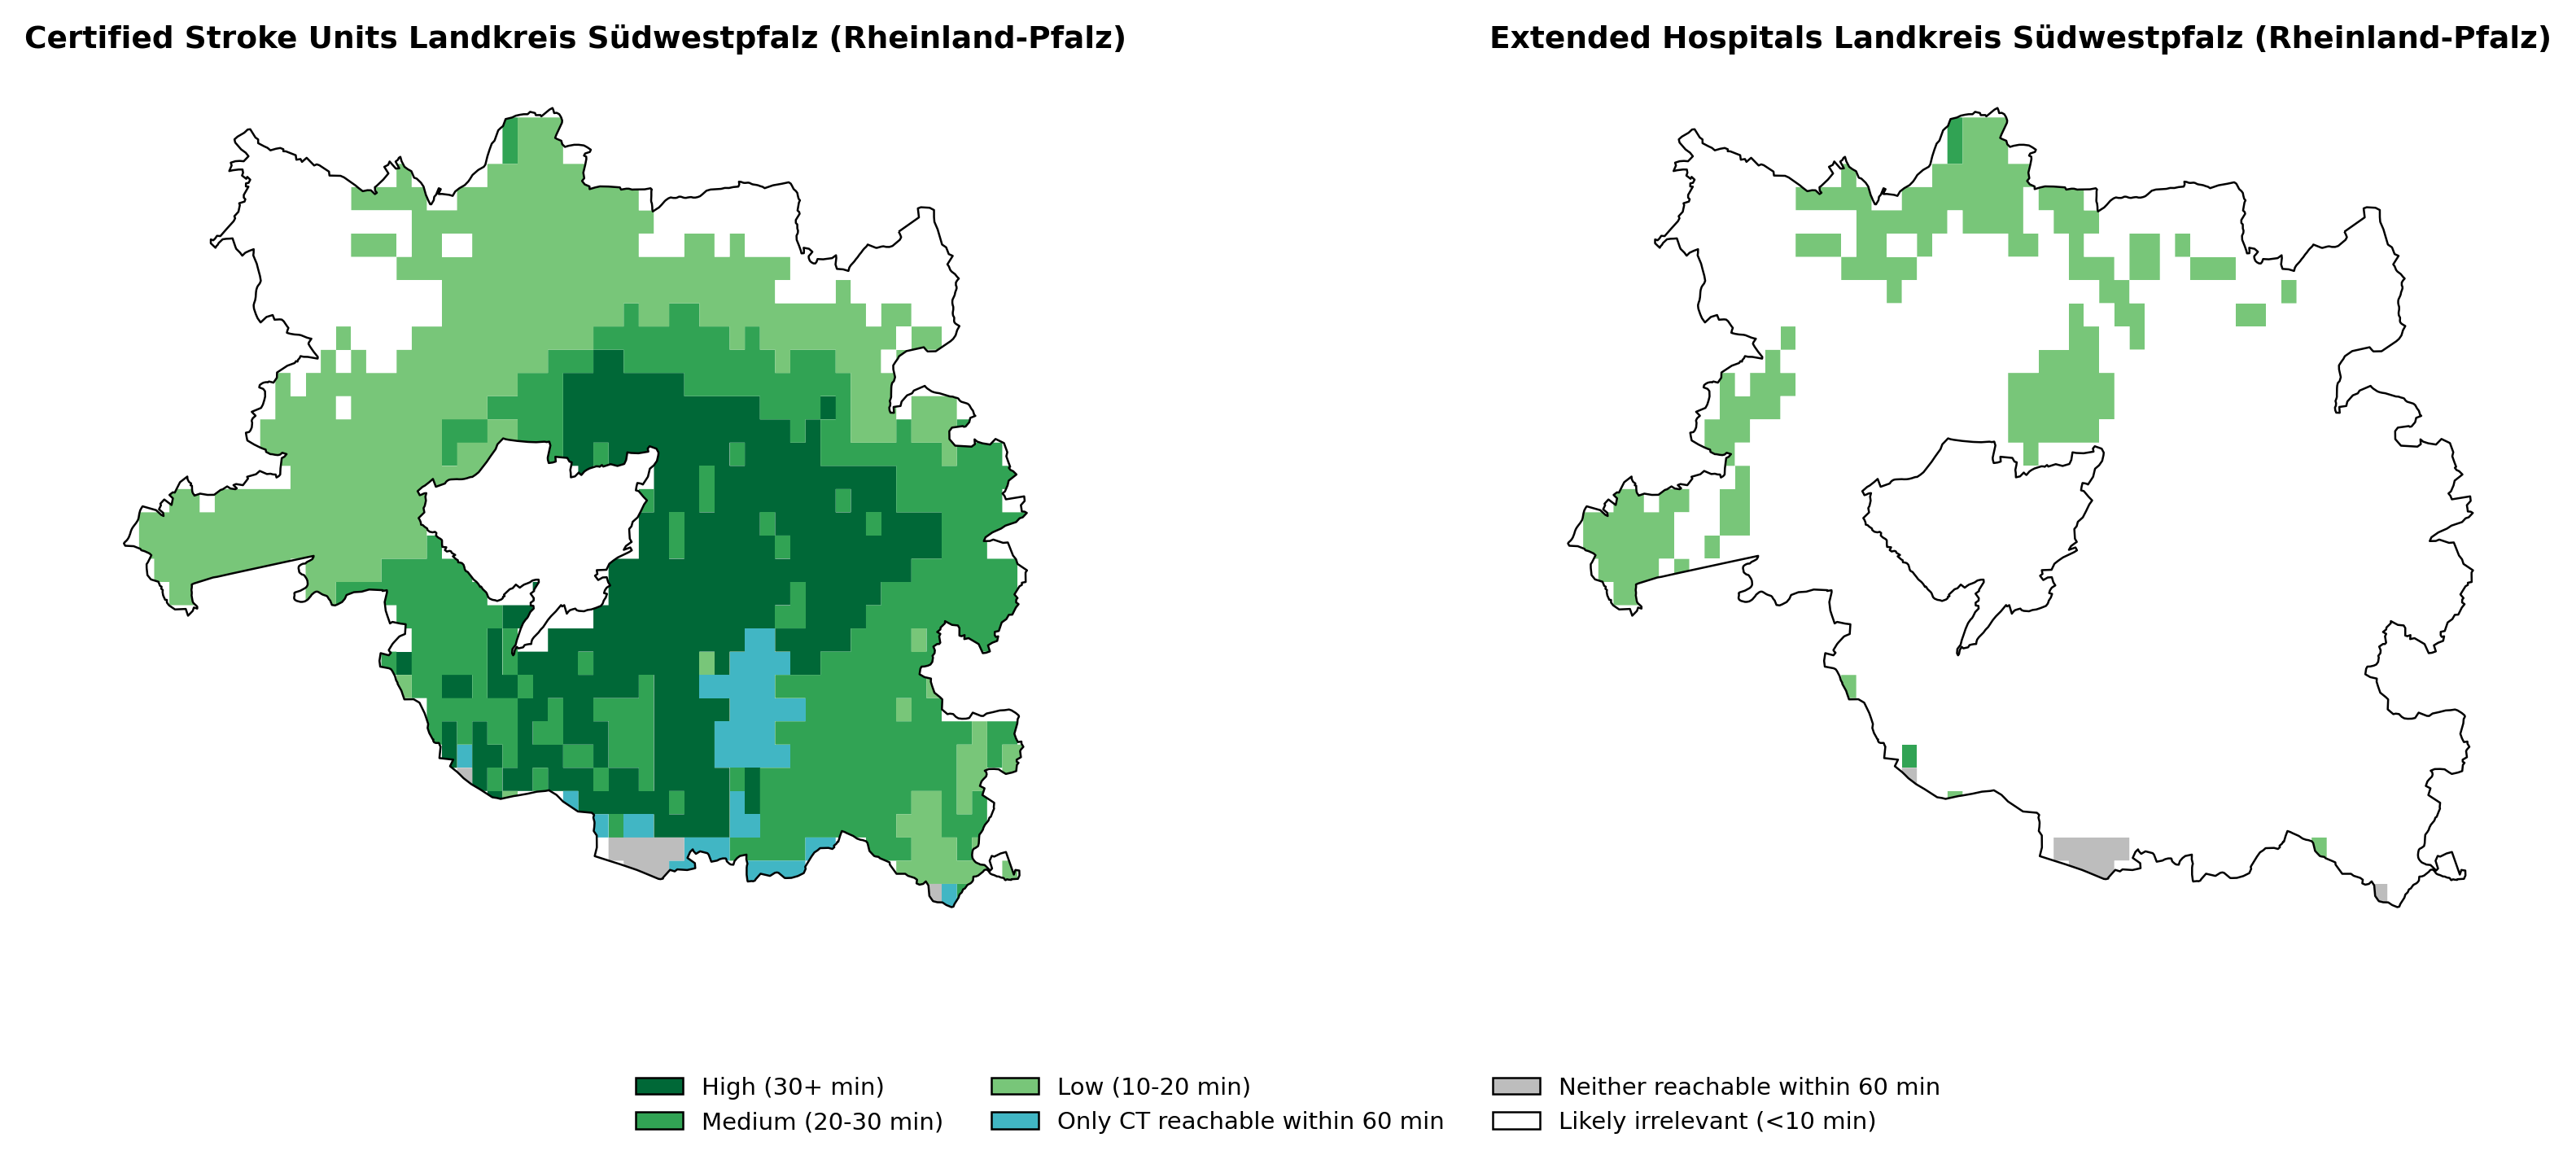 Certified Stroke Units Landkreis Südwestpfalz (Rheinland-Pfalz)
Extended Hospitals Landkreis Südwestpfalz (Rheinland-Pfalz)
High (30+ min)
Medium (20-30 min)
Low (10-20 min)
Only CT reachable within 60 min
Neither reachable within 60 min
Likely irrelevant (<10 min)